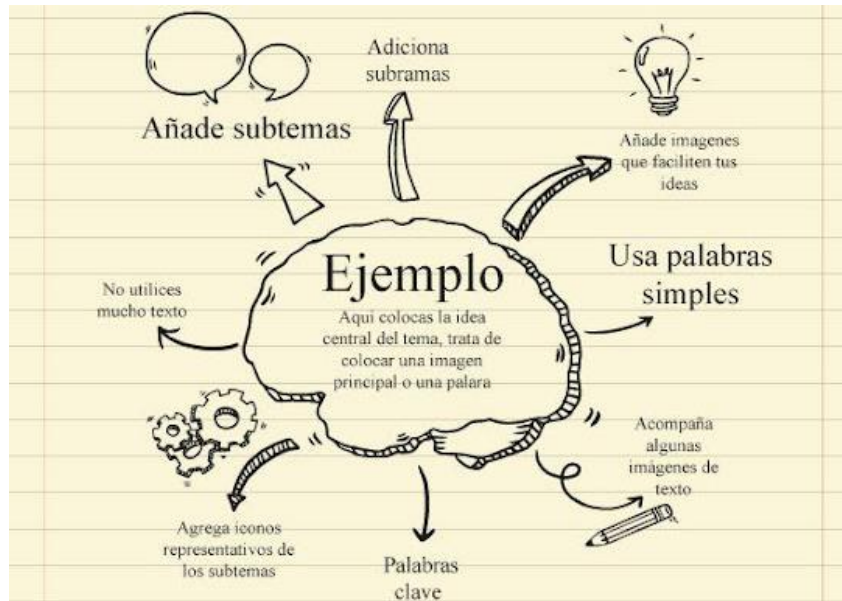 Adiciona
subramas
Añade subtemas
Añade imagenes
que faciliten tus
ideas
Ejemplo
Aqui colocas la idea
central del tema, trata de
colocar una imagen
principal o una palara
Usa palabras
simples
No utilices
mucho texto
Acompaña
algunas
imágenes de
texto
Agrega iconos
representativos de
los subtemas
Palabras
clave